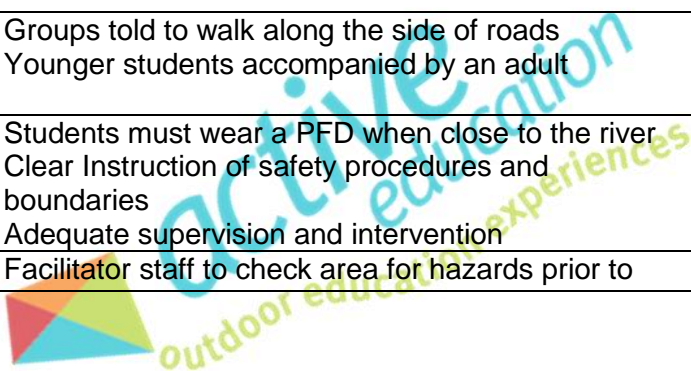 Groups told to walk along the side of roads
Younger students accompanied by an adult
Students must wear a PFD when close to the river
Clear Instruction of safety procedures and
boundaries
Adequate supervision and intervention
Facilitator staff to check area for hazards prior to
active
education
outdoor education experiences